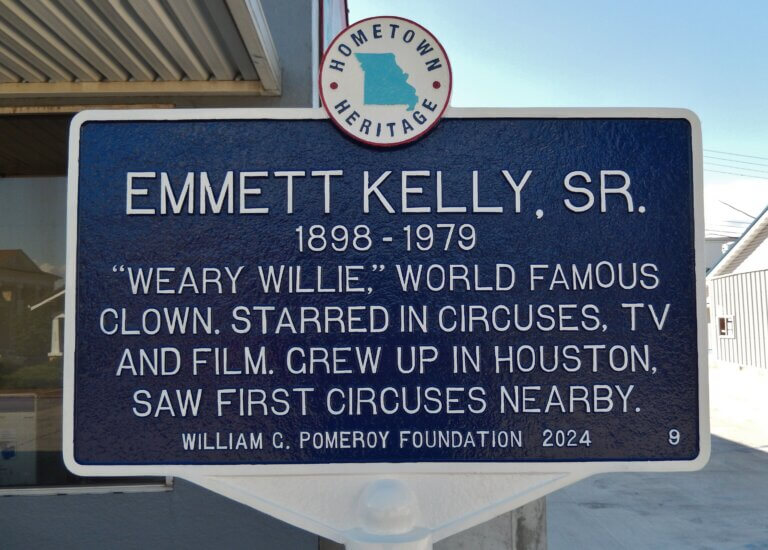 HOMETOWN
HERITAGE
EMMETT KELLY, SR.
1898 - 1979
“WEARY WILLIE,” WORLD FAMOUS
CLOWN. STARRED IN CIRCUSES, TV
AND FILM. GREW UP IN HOUSTON,
SAW FIRST CIRCUSES NEARBY.
WILLIAM G. POMEROY FOUNDATION 2024 9